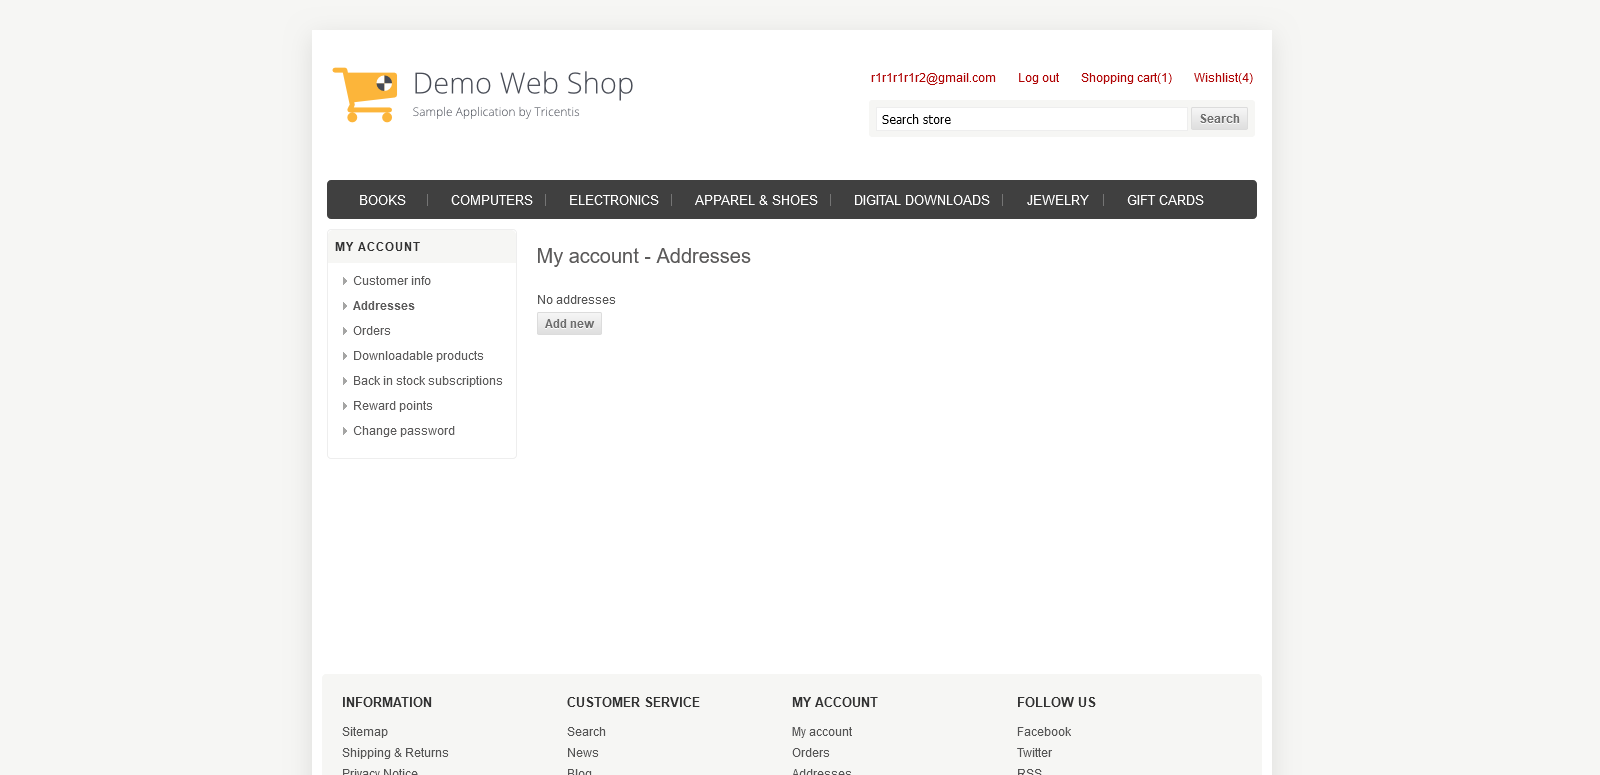 Demo Web Shop
Sample Application by Tricentis
r1r1r1r1r2@gmail.com Log out Shopping cart(1) Wishlist(4)
Search store Search
BOOKS COMPUTERS ELECTRONICS APPAREL & SHOES DIGITAL DOWNLOADS JEWELRY GIFT CARDS
MY ACCOUNT
Customer info
Addresses
Orders
Downloadable products
Back in stock subscriptions
Reward points
Change password
My account - Addresses
No addresses
Add new
INFORMATION
Sitemap
Shipping & Returns
Privacy Notice
CUSTOMER SERVICE
Search
News
Blog
MY ACCOUNT
My account
Orders
Addresses
FOLLOW US
Facebook
Twitter
RSS